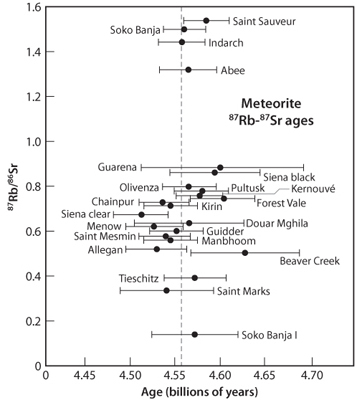 1.6
1.4
1.2
1.0
0.8
0.6
0.4
0.2
0
87Rb/86Sr
Saint Sauveur
Soko Banja
Indarch
Abee
Meteorite
87Rb-87Sr ages
Guarena
Siena black
Olivenza
Pultusk
Kernouvé
Chainpur
Kirin
Forest Vale
Siena clear
Menow
Douar Mghila
Guidder
Saint Mesmin
Manbhoom
Allegan
Beaver Creek
Tieschitz
Saint Marks
Soko Banja I
0 4.45 4.50 4.55 4.60 4.65 4.70
Age (billions of years)